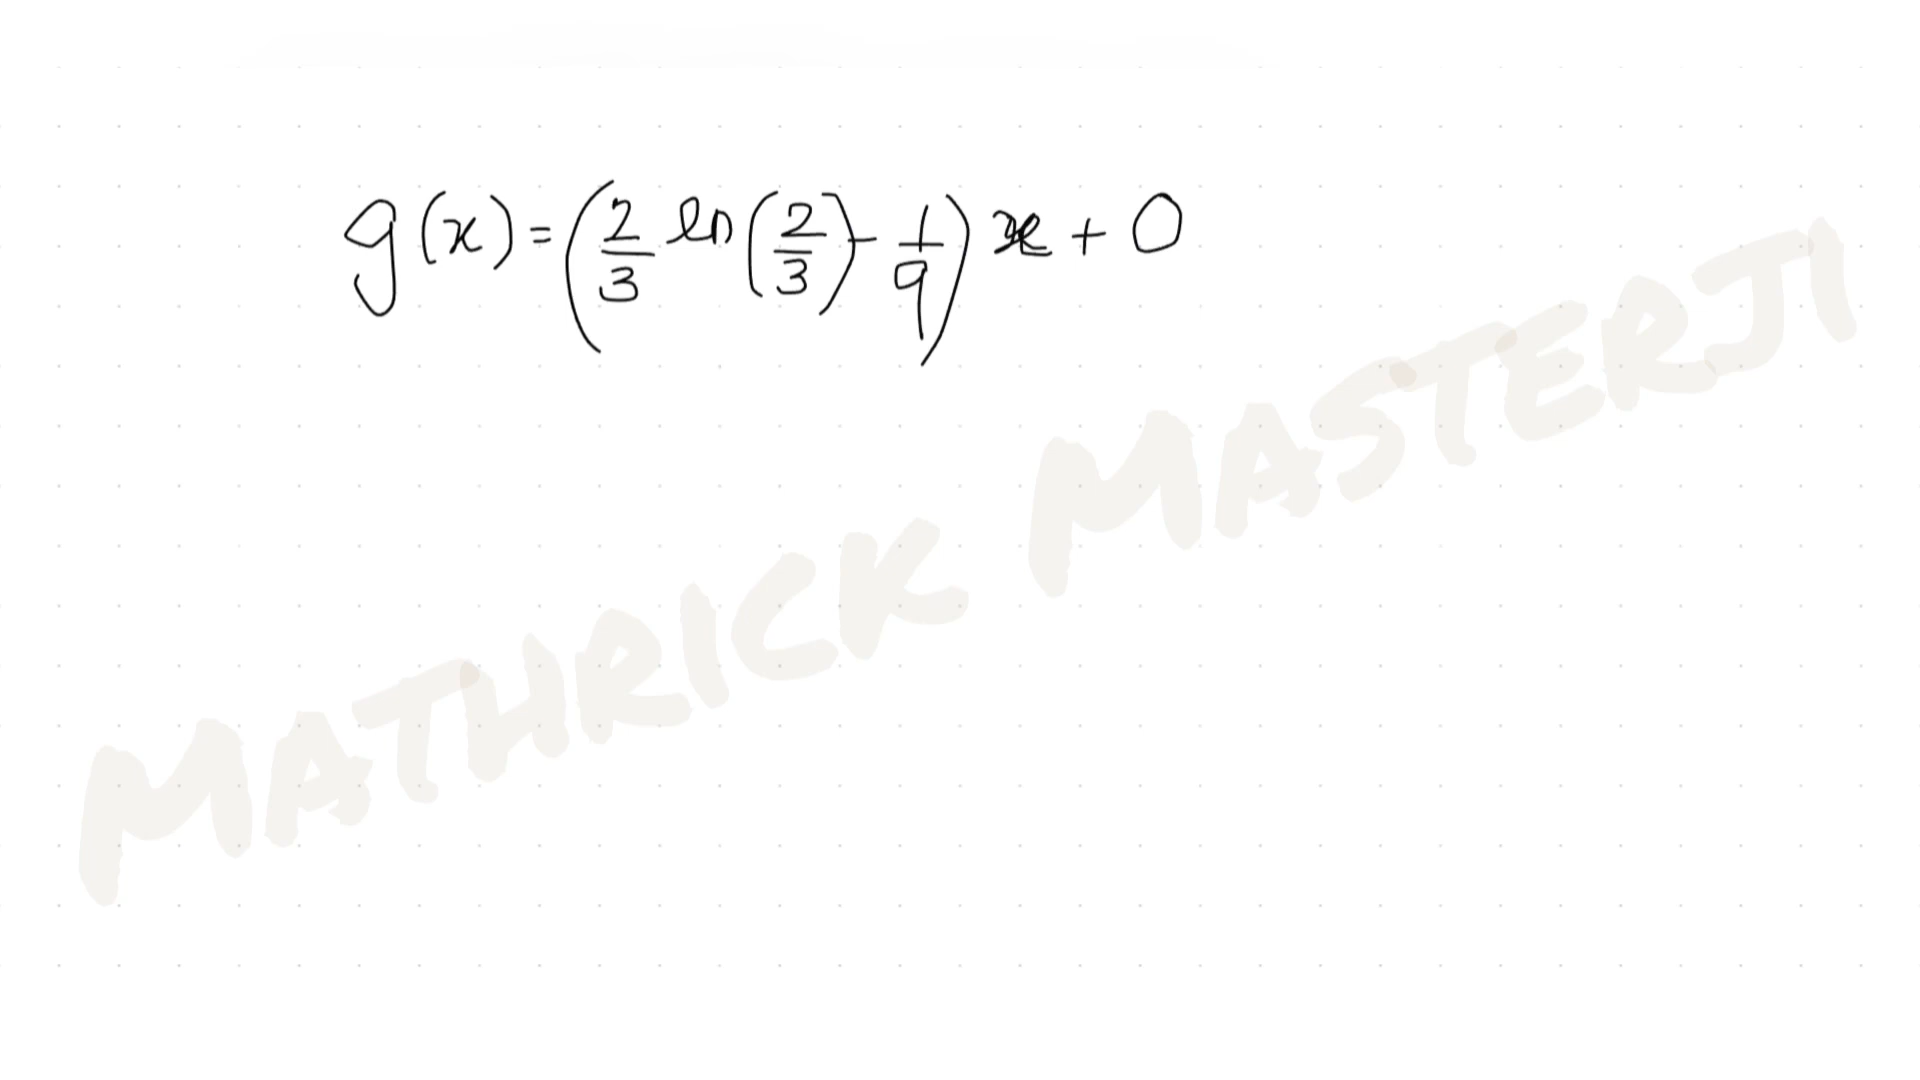 g(x) = (2/3 ln(2/3) - 1/9) x + 0
MATHRICK MASTERJI